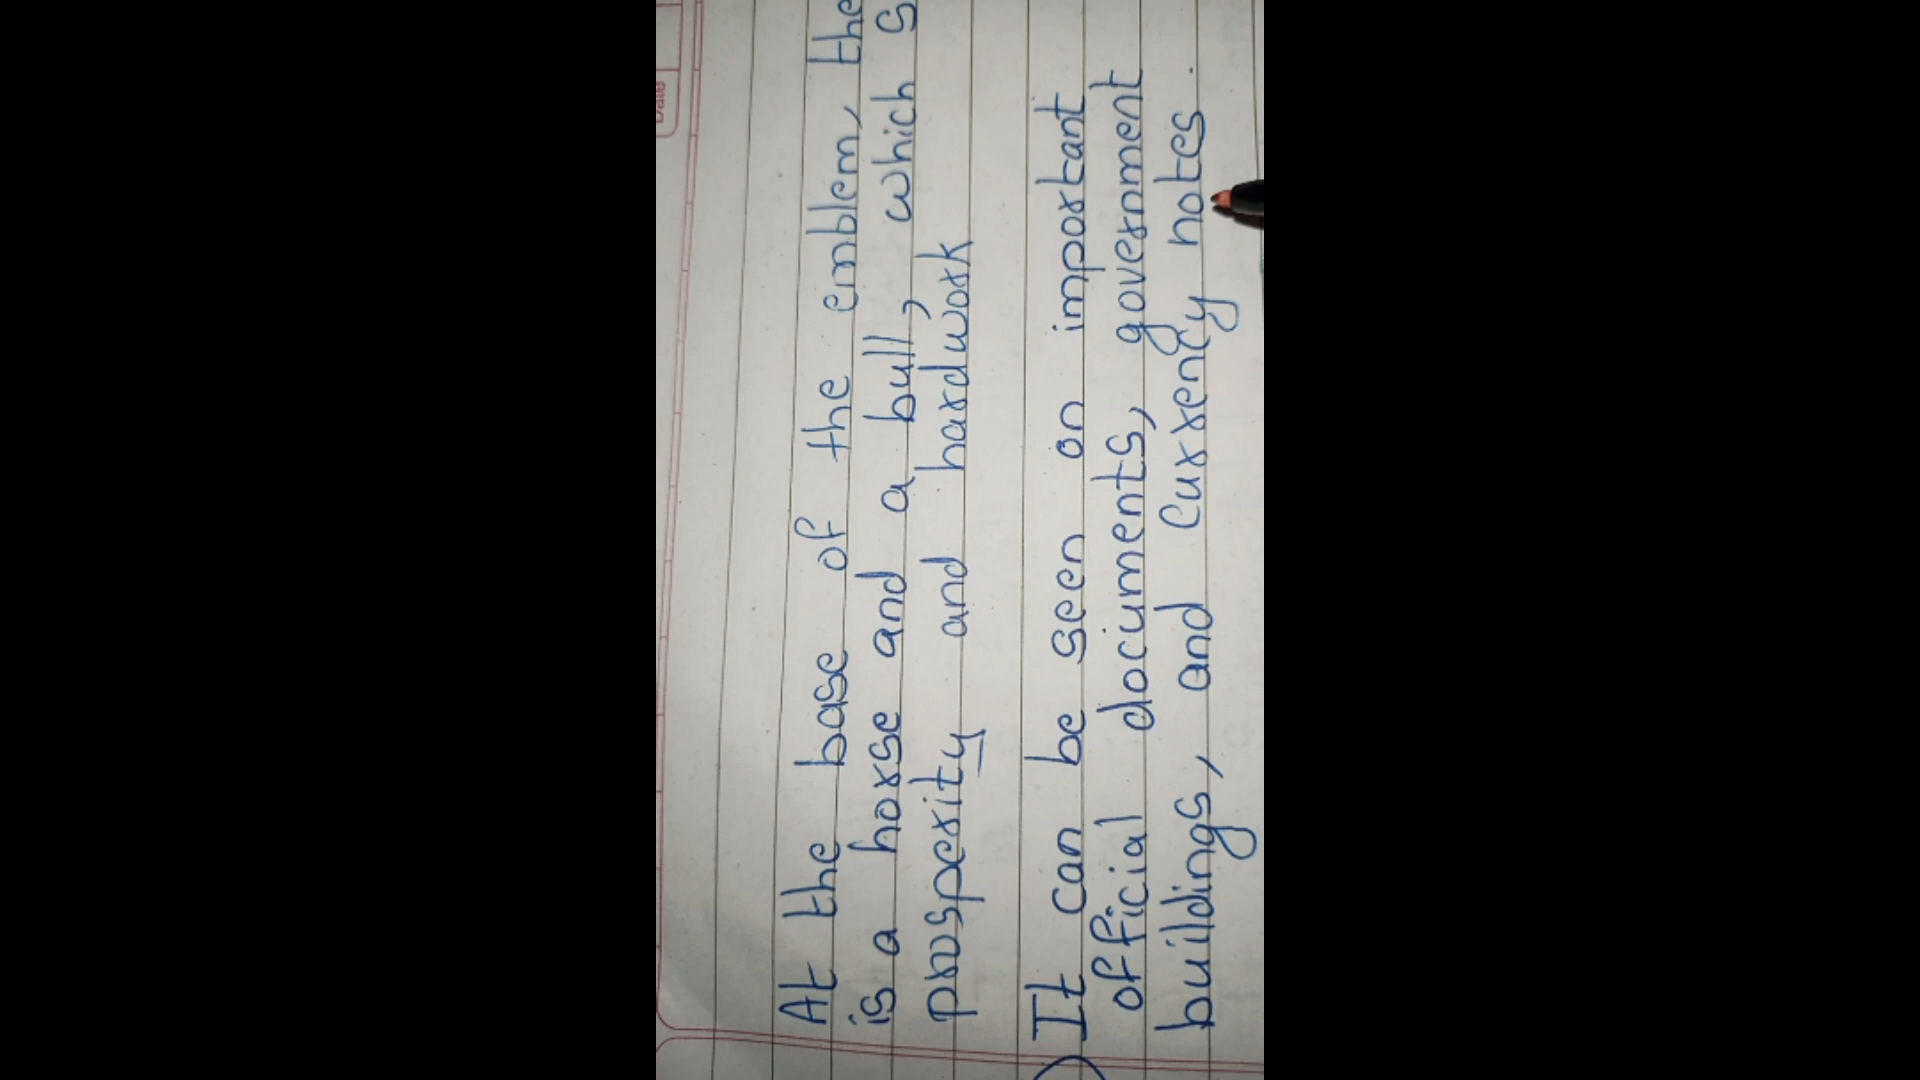 Date
At the base of the emblem, the
is a horse and a bull, which s
prosperity and hardwork
) It can be seen on important
official documents, government
buildings, and currency notes.